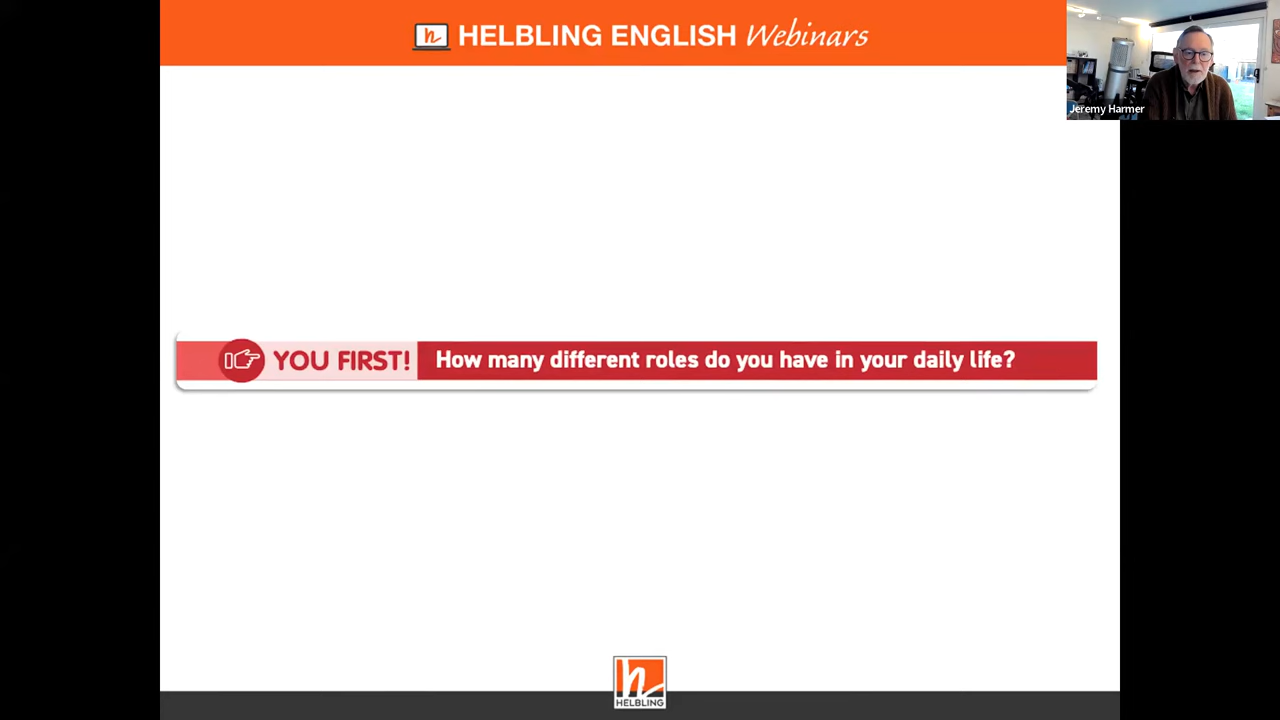 HELBLING ENGLISH Webinars
Jeremy Harmer
YOU FIRST! How many different roles do you have in your daily life?
h
HELBLING